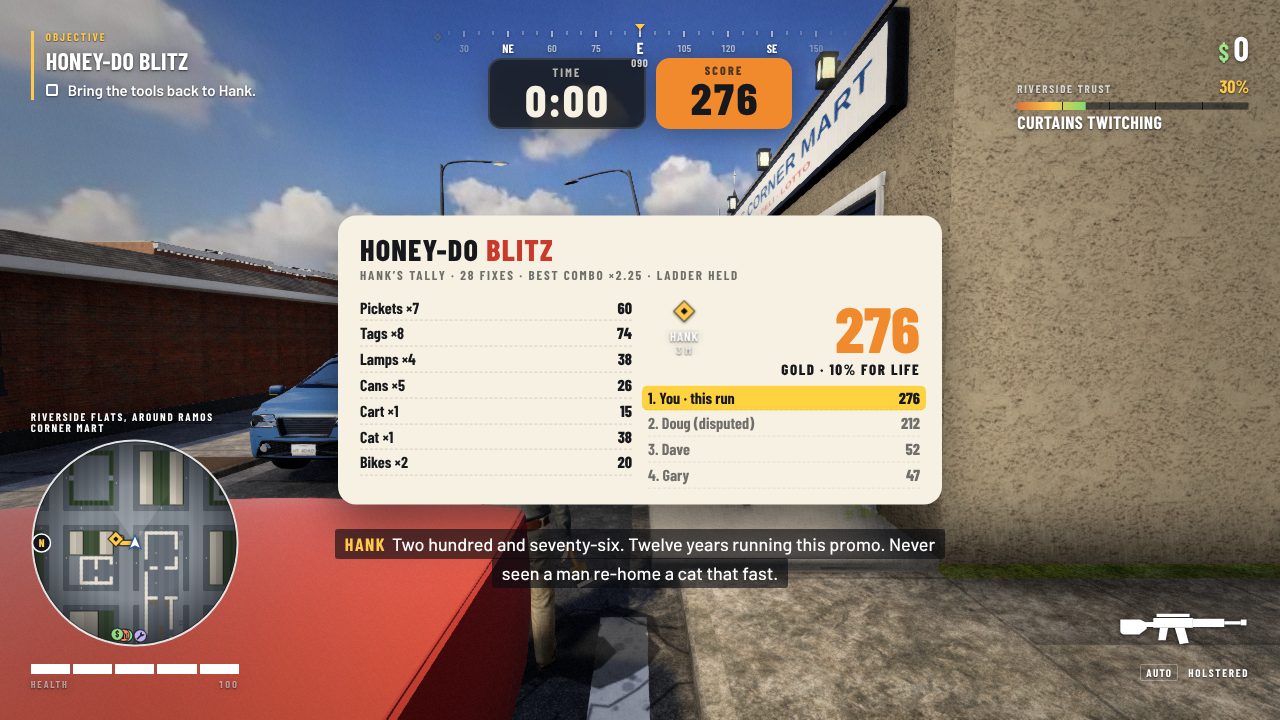 OBJECTIVE
HONEY-DO BLITZ
Bring the tools back to Hank.
30 NE 60 75 E 105 120 SE 150
090
TIME
0:00
SCORE
276
$ 0
RIVERSIDE TRUST 30%
CURTAINS TWITCHING
CORNER MART
LOTTO
HONEY-DO BLITZ
HANK'S TALLY · 28 FIXES · BEST COMBO ×2.25 · LADDER HELD
Pickets ×7 60
Tags ×8 74
Lamps ×4 38
Cans ×5 26
Cart ×1 15
Cat ×1 38
Bikes ×2 20
HANK
3 M
276
GOLD · 10% FOR LIFE
1. You · this run 276
2. Doug (disputed) 212
3. Dave 52
4. Gary 47
HANK Two hundred and seventy-six. Twelve years running this promo. Never
seen a man re-home a cat that fast.
RIVERSIDE FLATS, AROUND RAMOS
CORNER MART
N
$
HEALTH 100
AUTO HOLSTERED